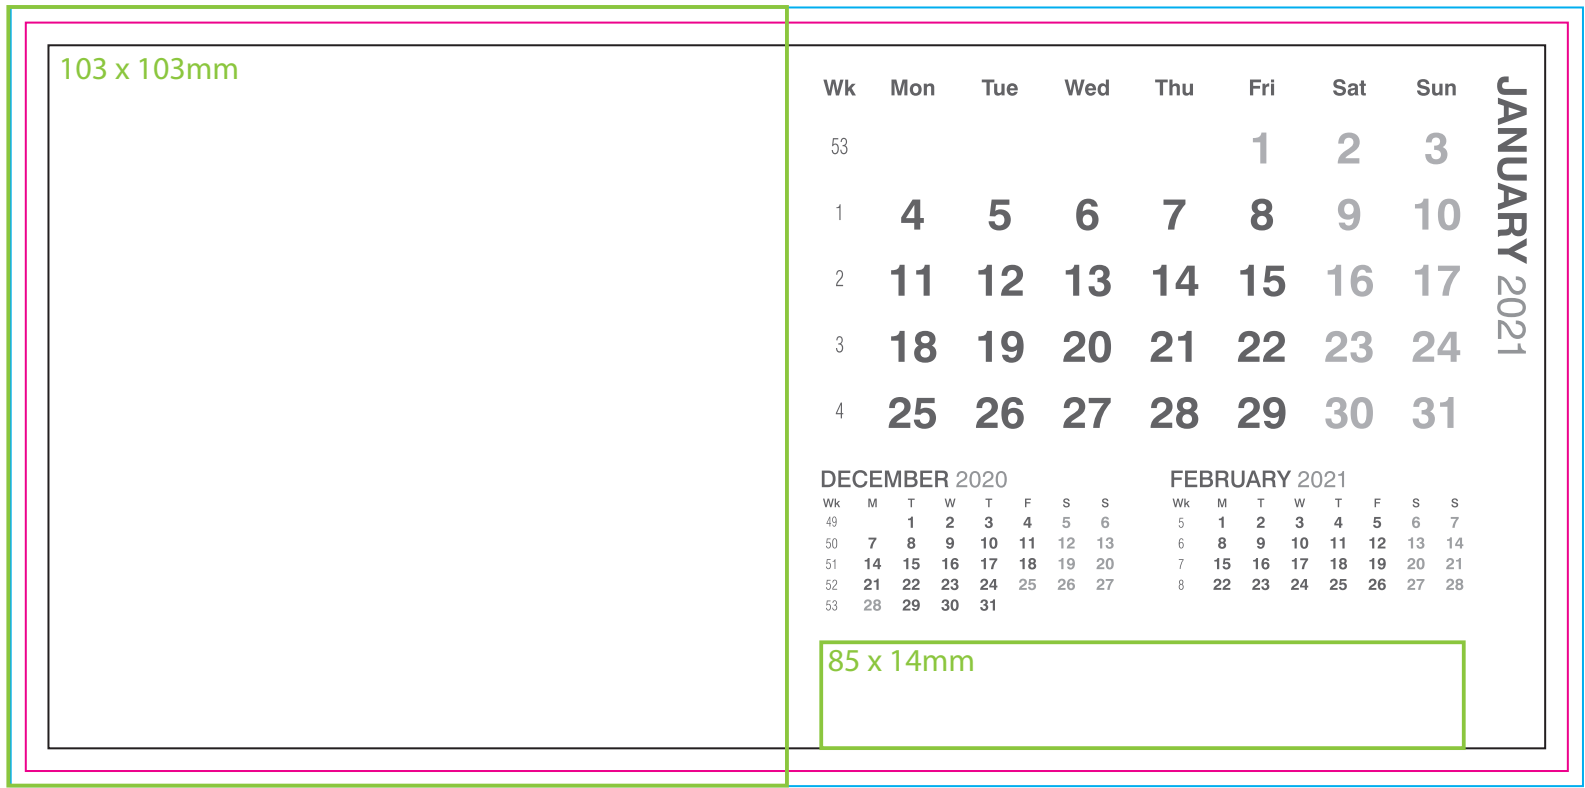 103 x 103mm
Wk Mon Tue Wed Thu Fri Sat Sun
53 1 2 3
1 4 5 6 7 8 9 10
2 11 12 13 14 15 16 17
3 18 19 20 21 22 23 24
4 25 26 27 28 29 30 31
JANUARY 2021
DECEMBER 2020
Wk M T W T F S S
49 1 2 3 4 5 6
50 7 8 9 10 11 12 13
51 14 15 16 17 18 19 20
52 21 22 23 24 25 26 27
53 28 29 30 31
FEBRUARY 2021
Wk M T W T F S S
5 1 2 3 4 5 6 7
6 8 9 10 11 12 13 14
7 15 16 17 18 19 20 21
8 22 23 24 25 26 27 28
85 x 14mm